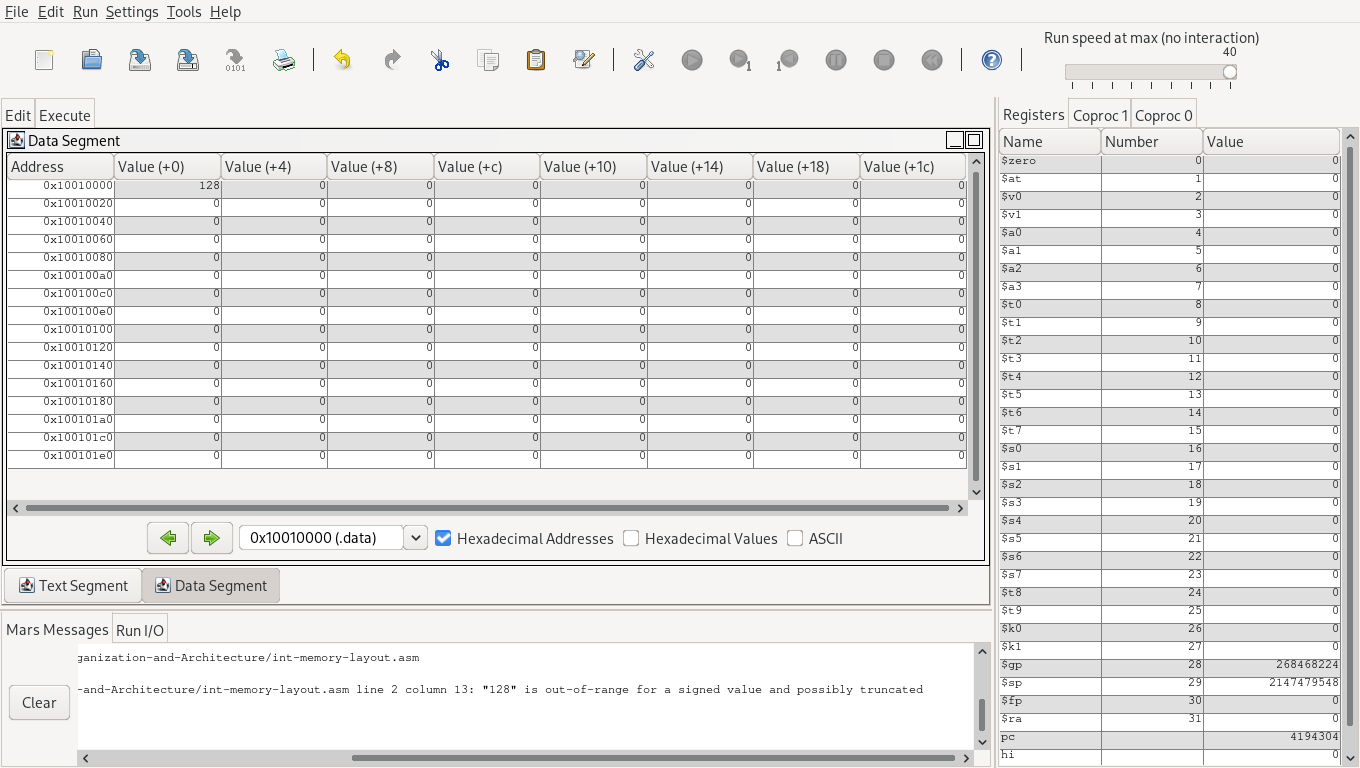 File Edit Run Settings Tools Help
Run speed at max (no interaction)
40
0101
1
1
Edit Execute
Data Segment
Address Value (+0) Value (+4) Value (+8) Value (+c) Value (+10) Value (+14) Value (+18) Value (+1c)
0x10010000 128 0 0 0 0 0 0 0
0x10010020 0 0 0 0 0 0 0 0
0x10010040 0 0 0 0 0 0 0 0
0x10010060 0 0 0 0 0 0 0 0
0x10010080 0 0 0 0 0 0 0 0
0x100100a0 0 0 0 0 0 0 0 0
0x100100c0 0 0 0 0 0 0 0 0
0x100100e0 0 0 0 0 0 0 0 0
0x10010100 0 0 0 0 0 0 0 0
0x10010120 0 0 0 0 0 0 0 0
0x10010140 0 0 0 0 0 0 0 0
0x10010160 0 0 0 0 0 0 0 0
0x10010180 0 0 0 0 0 0 0 0
0x100101a0 0 0 0 0 0 0 0 0
0x100101c0 0 0 0 0 0 0 0 0
0x100101e0 0 0 0 0 0 0 0 0
0x10010000 (.data) Hexadecimal Addresses Hexadecimal Values ASCII
Text Segment Data Segment
Mars Messages Run I/O
ganization-and-Architecture/int-memory-layout.asm
-and-Architecture/int-memory-layout.asm line 2 column 13: "128" is out-of-range for a signed value and possibly truncated
Clear
Registers Coproc 1 Coproc 0
Name Number Value
$zero 0 0
$at 1 0
$v0 2 0
$v1 3 0
$a0 4 0
$a1 5 0
$a2 6 0
$a3 7 0
$t0 8 0
$t1 9 0
$t2 10 0
$t3 11 0
$t4 12 0
$t5 13 0
$t6 14 0
$t7 15 0
$s0 16 0
$s1 17 0
$s2 18 0
$s3 19 0
$s4 20 0
$s5 21 0
$s6 22 0
$s7 23 0
$t8 24 0
$t9 25 0
$k0 26 0
$k1 27 0
$gp 28 268468224
$sp 29 2147479548
$fp 30 0
$ra 31 0
pc 4194304
hi 0